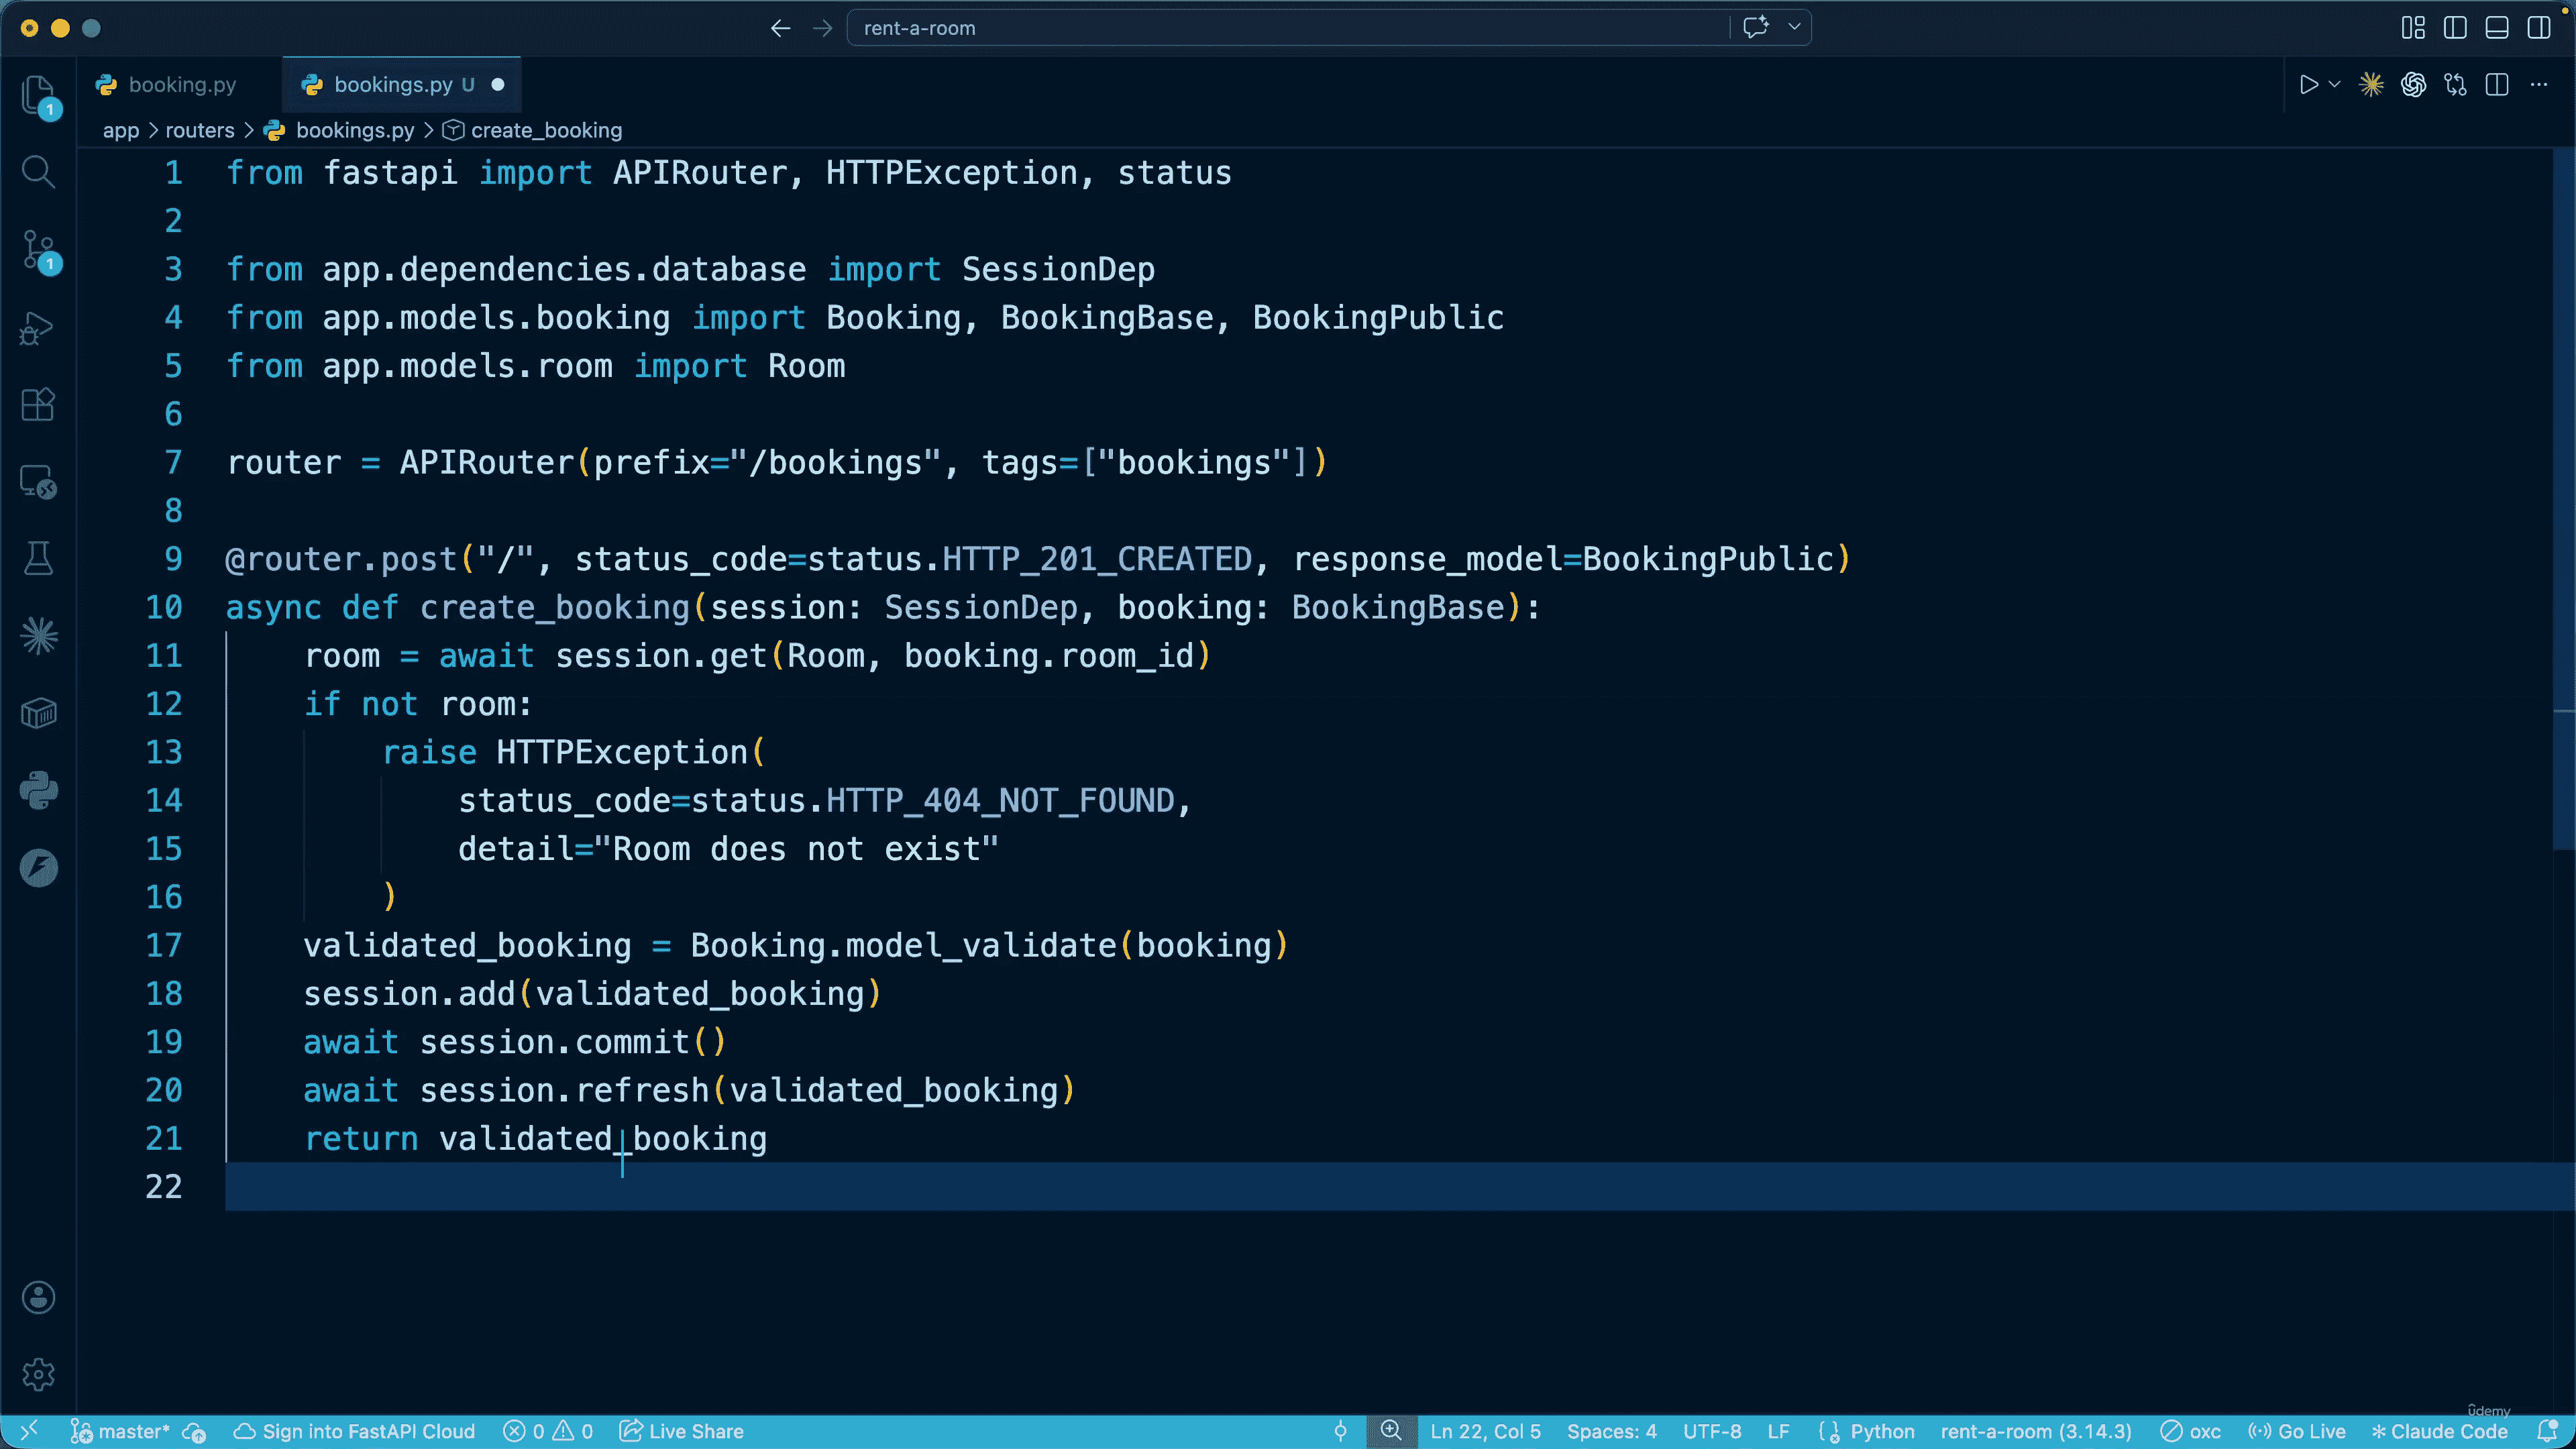 rent-a-room
booking.py
bookings.py U
app > routers > bookings.py > create_booking
1 from fastapi import APIRouter, HTTPException, status
2
3 from app.dependencies.database import SessionDep
4 from app.models.booking import Booking, BookingBase, BookingPublic
5 from app.models.room import Room
6
7 router = APIRouter(prefix="/bookings", tags=["bookings"])
8
9 @router.post("/", status_code=status.HTTP_201_CREATED, response_model=BookingPublic)
10 async def create_booking(session: SessionDep, booking: BookingBase):
11     room = await session.get(Room, booking.room_id)
12     if not room:
13         raise HTTPException(
14             status_code=status.HTTP_404_NOT_FOUND,
15             detail="Room does not exist"
16         )
17     validated_booking = Booking.model_validate(booking)
18     session.add(validated_booking)
19     await session.commit()
20     await session.refresh(validated_booking)
21     return validated_booking
22
1
1
ûdemy
master* Sign into FastAPI Cloud 0 0 Live Share Ln 22, Col 5 Spaces: 4 UTF-8 LF Python rent-a-room (3.14.3) oxc Go Live Claude Code